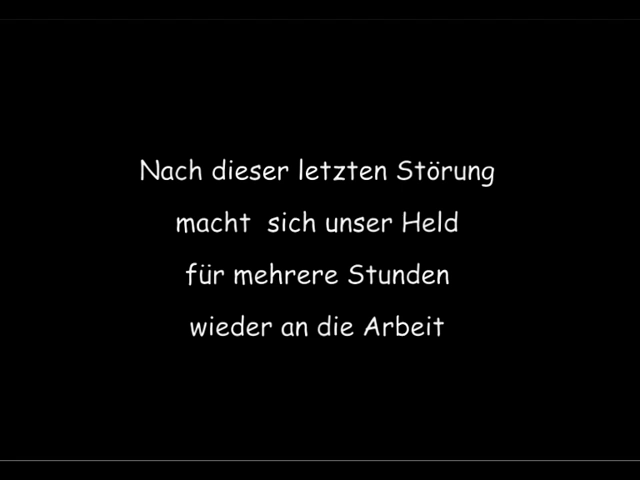 Nach dieser letzten Störung
macht sich unser Held
für mehrere Stunden
wieder an die Arbeit